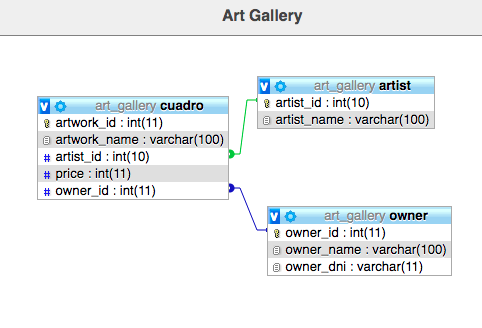 Art Gallery
art_gallery cuadro
artwork_id : int(11)
artwork_name : varchar(100)
artist_id : int(10)
price : int(11)
owner_id : int(11)
art_gallery artist
artist_id : int(10)
artist_name : varchar(100)
art_gallery owner
owner_id : int(11)
owner_name : varchar(100)
owner_dni : varchar(11)